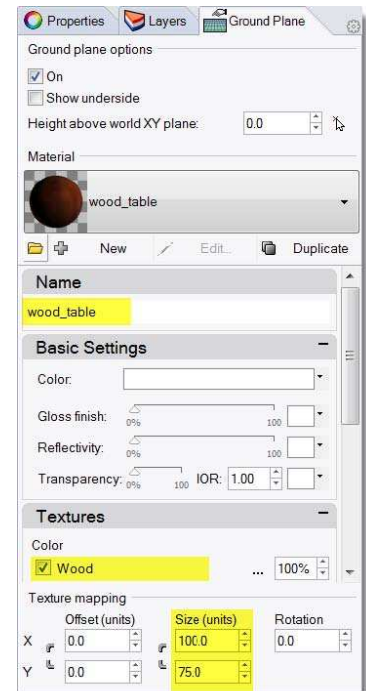 Properties Layers Ground Plane
Ground plane options
On
Show underside
Height above world XY plane: 0.0
Material
wood_table
New Edit... Duplicate
Name
wood_table
Basic Settings
Color:
Gloss finish: 0% 100
Reflectivity: 0% 100
Transparency: 0% 100 IOR: 1.00
Textures
Color
Wood ... 100%
Texture mapping
Offset (units) Size (units) Rotation
X 0.0 100.0 0.0
Y 0.0 75.0